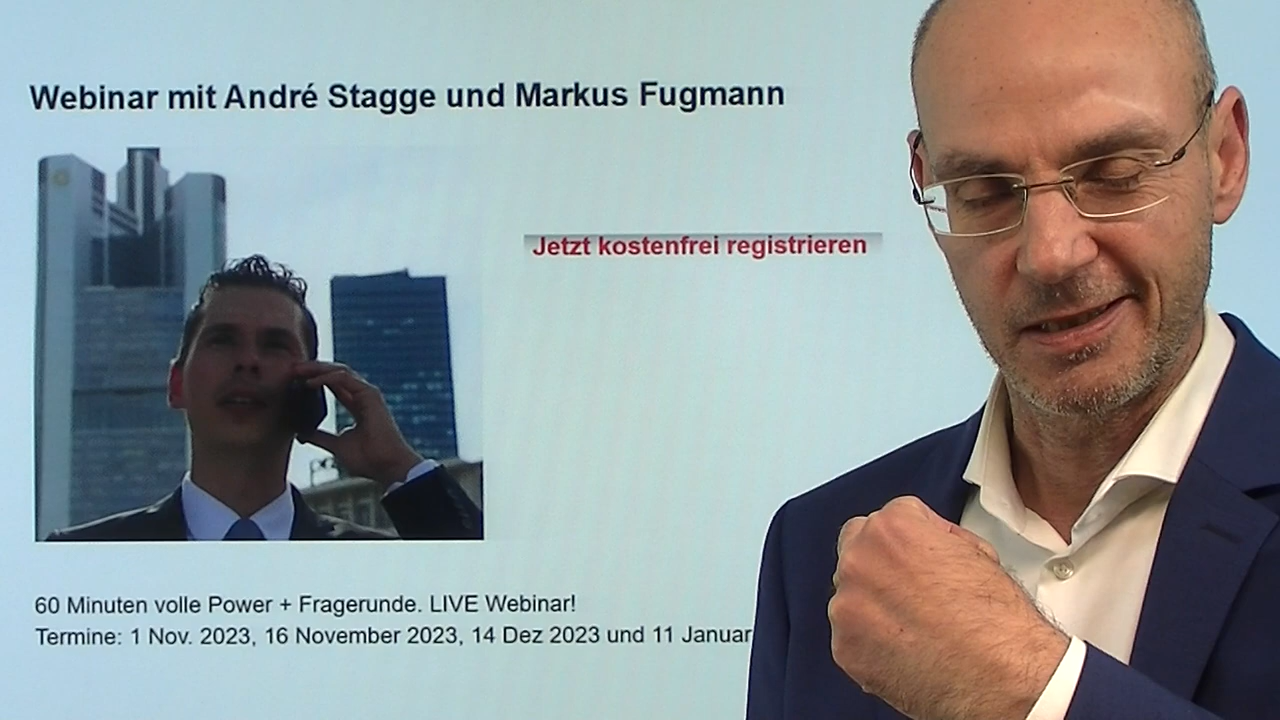 Webinar mit André Stagge und Markus Fugmann
Jetzt kostenfrei registrieren
60 Minuten volle Power + Fragerunde. LIVE Webinar!
Termine: 1 Nov. 2023, 16 November 2023, 14 Dez 2023 und 11 Januar